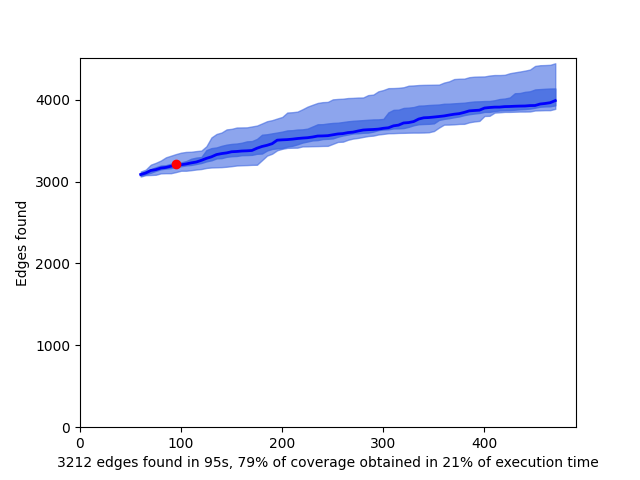 4000
3000
2000
1000
0
Edges found
0 100 200 300 400
3212 edges found in 95s, 79% of coverage obtained in 21% of execution time